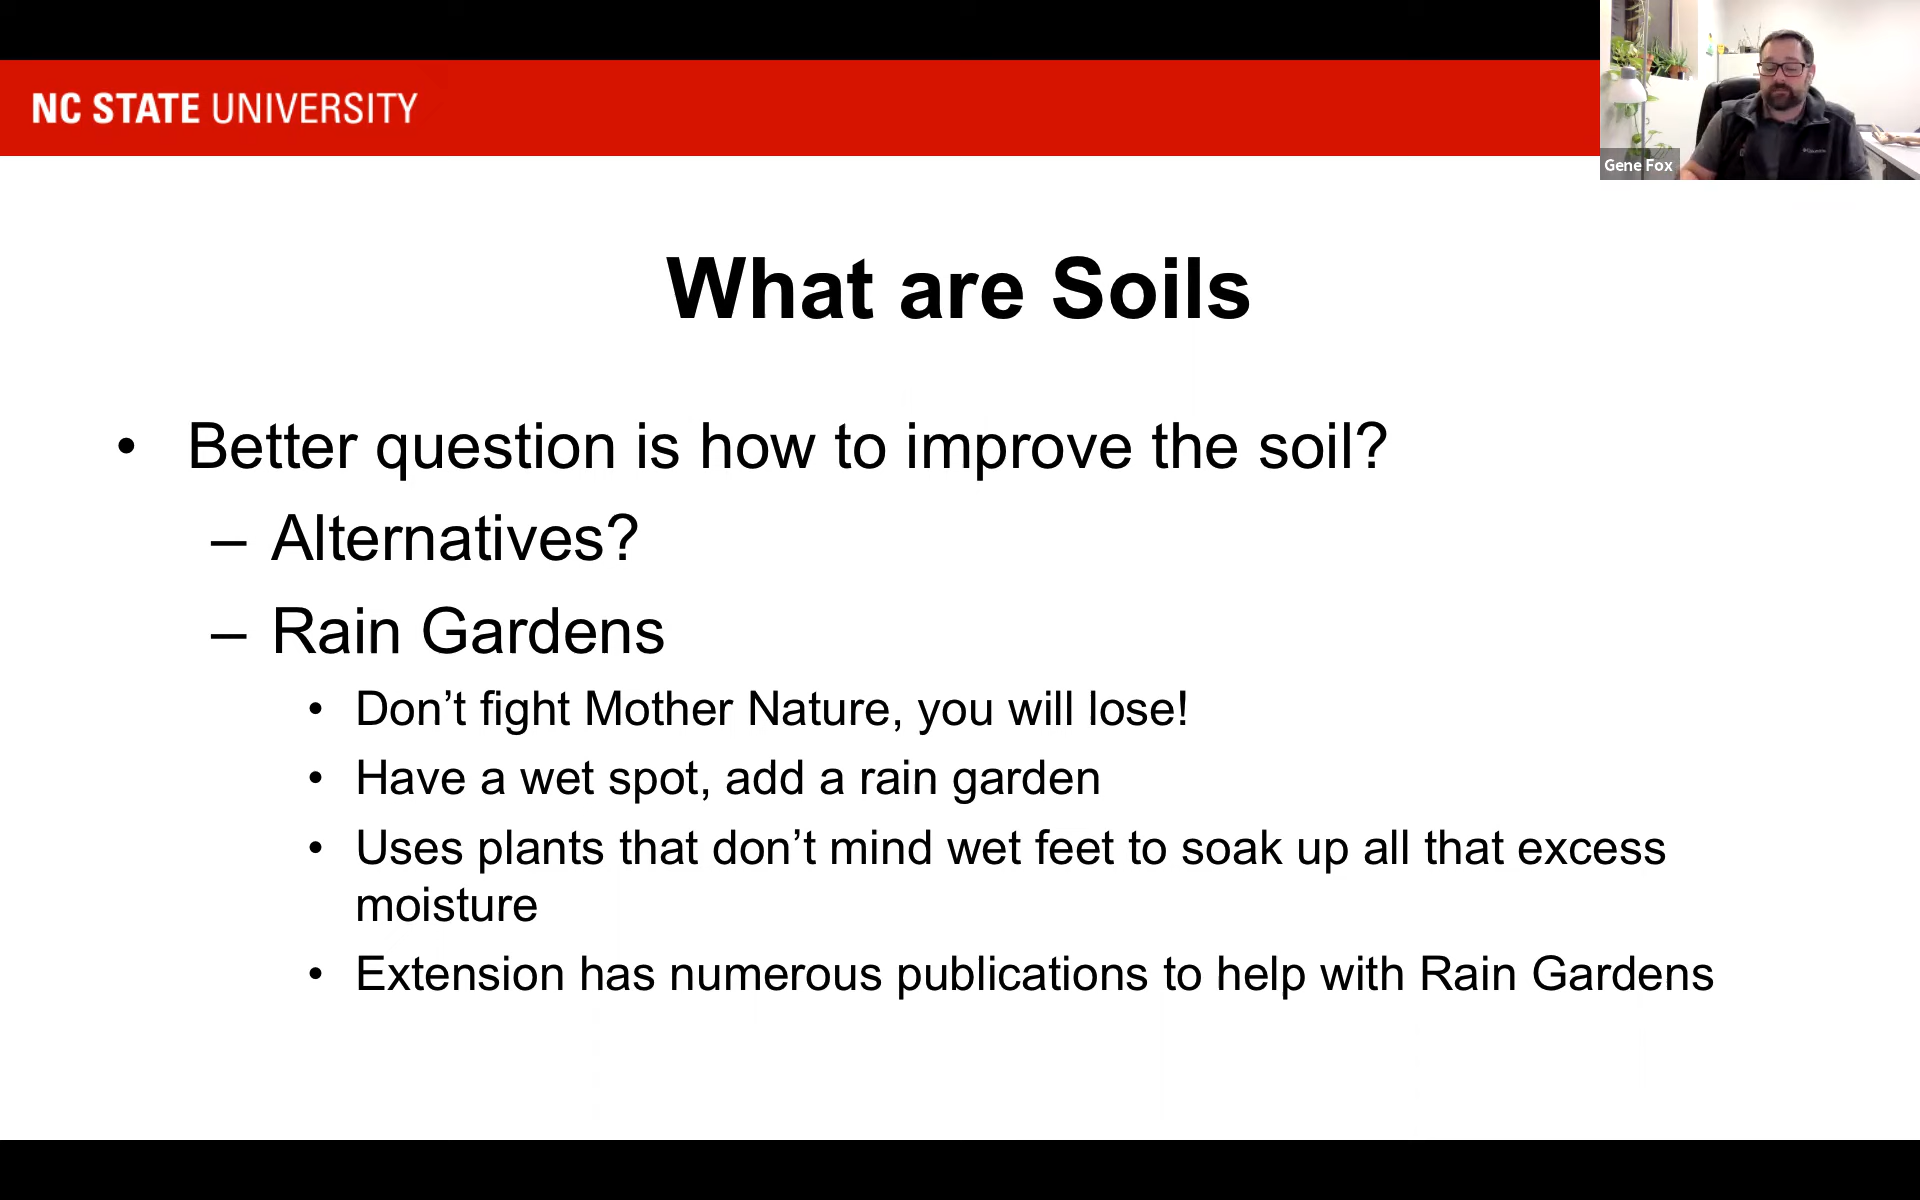 NC STATE UNIVERSITY
Gene Fox
What are Soils
• Better question is how to improve the soil?
– Alternatives?
– Rain Gardens
• Don’t fight Mother Nature, you will lose!
• Have a wet spot, add a rain garden
• Uses plants that don’t mind wet feet to soak up all that excess
moisture
• Extension has numerous publications to help with Rain Gardens